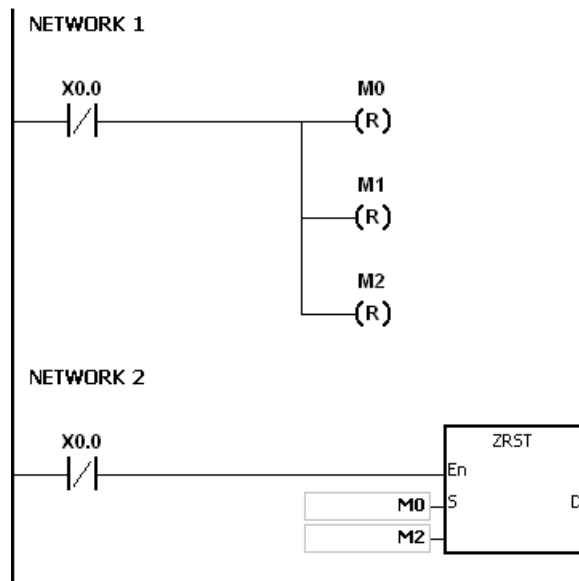 NETWORK 1
X0.0
M0
(R)
M1
(R)
M2
(R)
NETWORK 2
X0.0
ZRST
En
M0 S D
M2